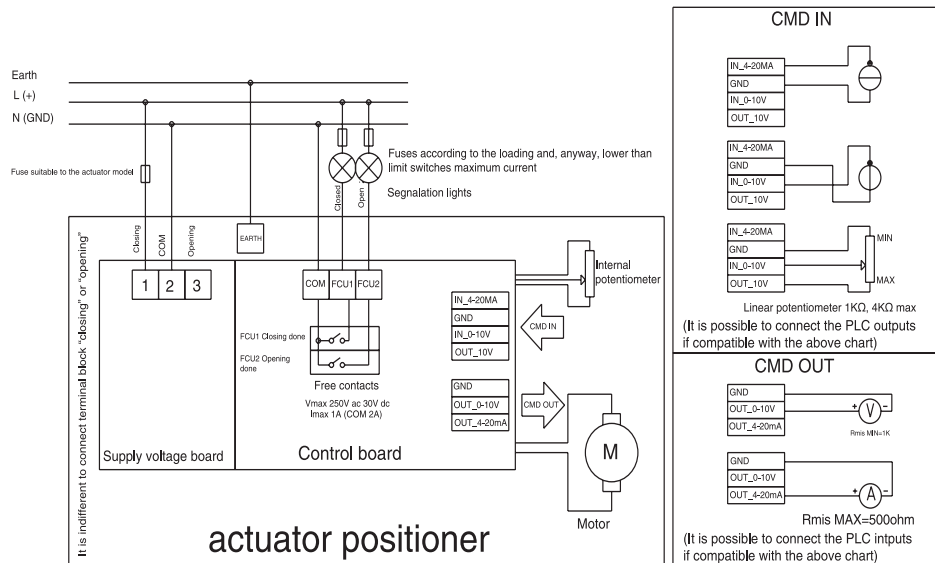 Earth
L (+)
N (GND)
Fuse suitable to the actuator model
Fuses according to the loading and, anyway, lower than
limit switches maximum current
Segnalation lights
Closed
Open
It is indifferent to connect terminal block "closing" or "opening"
Closing
COM
Opening
EARTH
1
2
3
COM
FCU1
FCU2
FCU1 Closing done
FCU2 Opening
done
Free contacts
Vmax 250V ac 30V dc
Imax 1A (COM 2A)
Supply voltage board
Control board
Internal
potentiometer
IN_4-20MA
GND
IN_0-10V
OUT_10V
CMD IN
GND
OUT_0-10V
OUT_4-20mA
CMD OUT
M
Motor
actuator positioner
CMD IN
IN_4-20MA
GND
IN_0-10V
OUT_10V
IN_4-20MA
GND
IN_0-10V
OUT_10V
IN_4-20MA
GND
IN_0-10V
OUT_10V
MIN
MAX
Linear potentiometer 1KΩ, 4KΩ max
(It is possible to connect the PLC outputs
if compatible with the above chart)
CMD OUT
GND
OUT_0-10V
OUT_4-20mA
+ V -
Rmis MIN=1K
GND
OUT_0-10V
OUT_4-20mA
+ A -
Rmis MAX=500ohm
(It is possible to connect the PLC intputs
if compatible with the above chart)